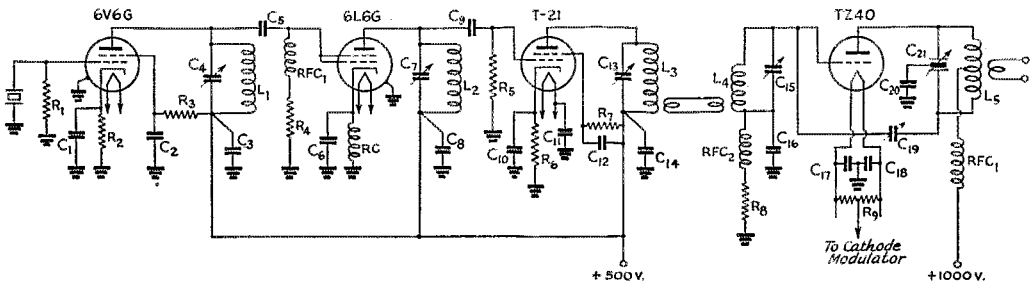 6V6G
C5
6L6G
C9
T-21
TZ40
C4
L1
RFC1
C7
L2
R5
C13
L3
L4
C15
C21
C20
L5
R1
R3
R4
C1
R2
C2
C3
C6
RC
C8
C10
R6
C11
R7
C12
C14
RFC2
C16
C19
RFC1
C17
C18
R8
R9
To Cathode
Modulator
+500V.
+1000V.